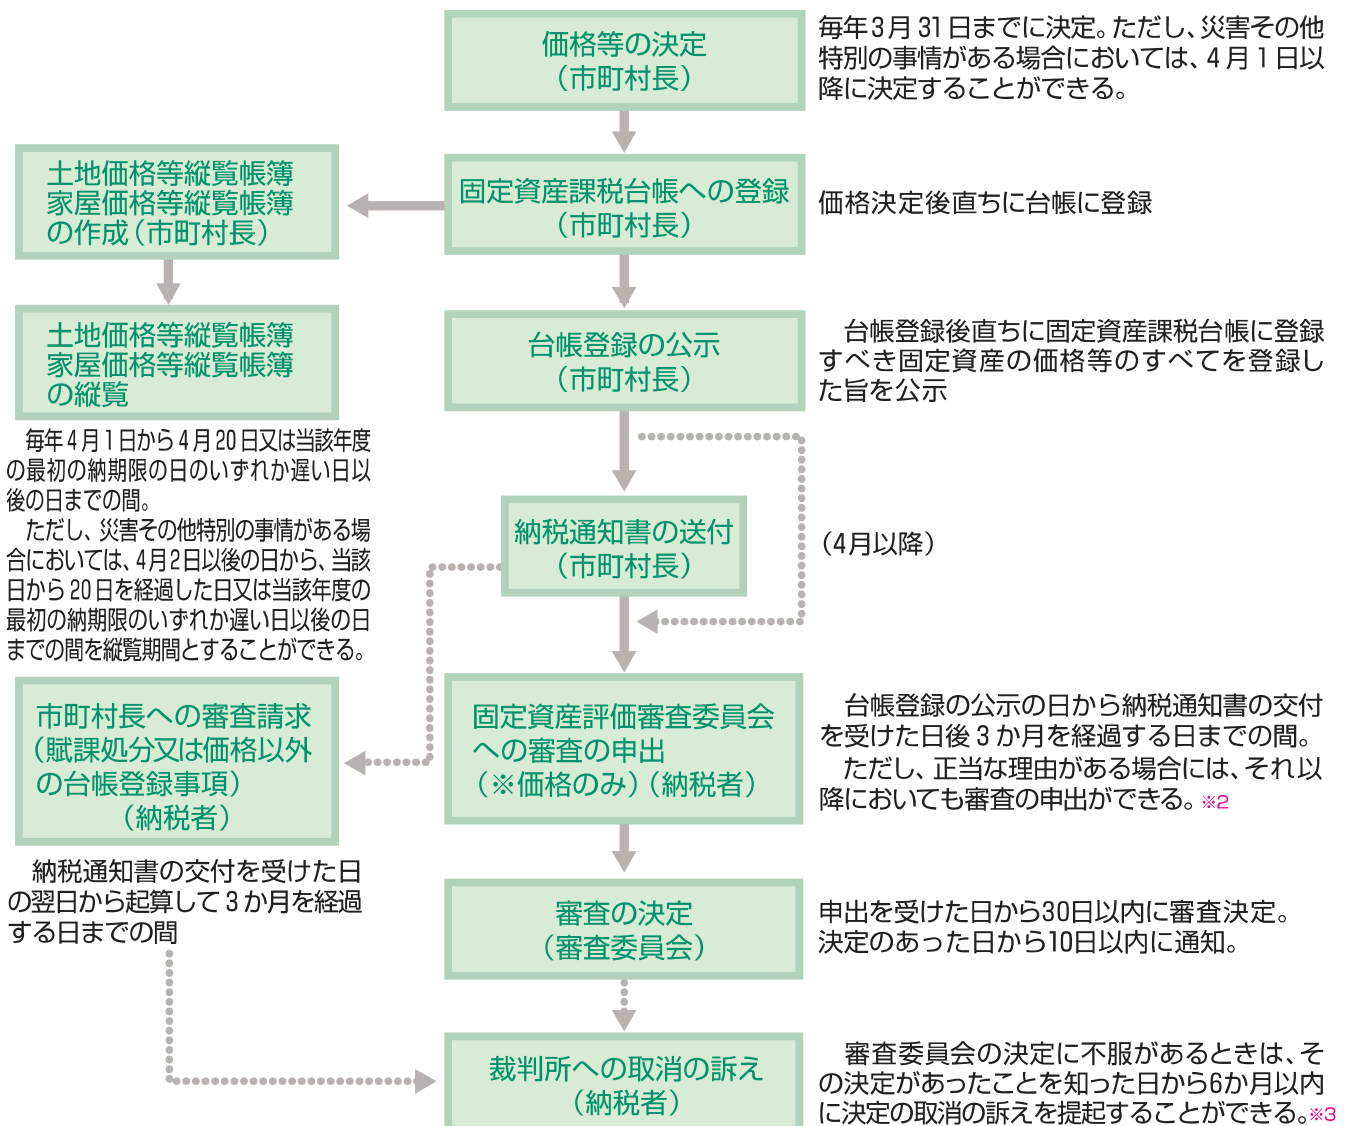 価格等の決定
（市町村長）
毎年3月31日までに決定。ただし、災害その他
特別の事情がある場合においては、4月1日以
降に決定することができる。
土地価格等縦覧帳簿
家屋価格等縦覧帳簿
の作成（市町村長）
固定資産課税台帳への登録
（市町村長）
価格決定後直ちに台帳に登録
土地価格等縦覧帳簿
家屋価格等縦覧帳簿
の縦覧
毎年4月1日から4月20日又は当該年度
の最初の納期限の日のいずれか遅い日以
後の日までの間。
ただし、災害その他特別の事情がある場
合においては、4月2日以後の日から、当該
日から20日を経過した日又は当該年度の
最初の納期限のいずれか遅い日以後の日
までの間を縦覧期間とすることができる。
台帳登録の公示
（市町村長）
台帳登録後直ちに固定資産課税台帳に登録
すべき固定資産の価格等のすべてを登録し
た旨を公示
納税通知書の送付
（市町村長）
（4月以降）
市町村長への審査請求
（賦課処分又は価格以外
の台帳登録事項）
（納税者）
納税通知書の交付を受けた日
の翌日から起算して3か月を経過
する日までの間
固定資産評価審査委員会
への審査の申出
（※価格のみ）（納税者）
台帳登録の公示の日から納税通知書の交付
を受けた日後3か月を経過する日までの間。
ただし、正当な理由がある場合には、それ以
降においても審査の申出ができる。※2
審査の決定
（審査委員会）
申出を受けた日から30日以内に審査決定。
決定のあった日から10日以内に通知。
裁判所への取消の訴え
（納税者）
審査委員会の決定に不服があるときは、そ
の決定があったことを知った日から6か月以内
に決定の取消の訴えを提起することができる。※3